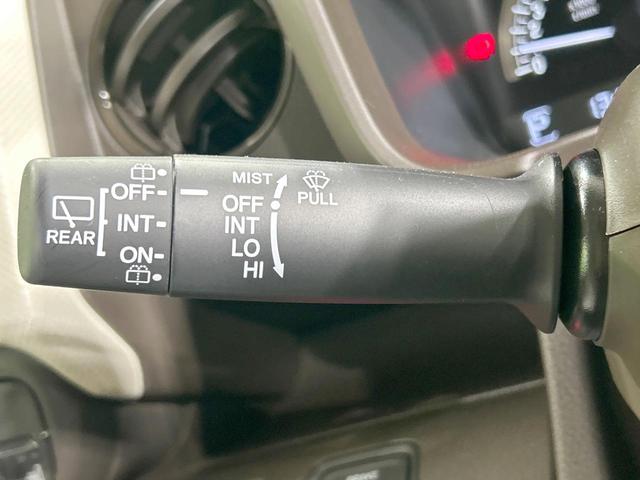 REAR
OFF
INT
ON
MIST
OFF
INT
LO
HI
PULL